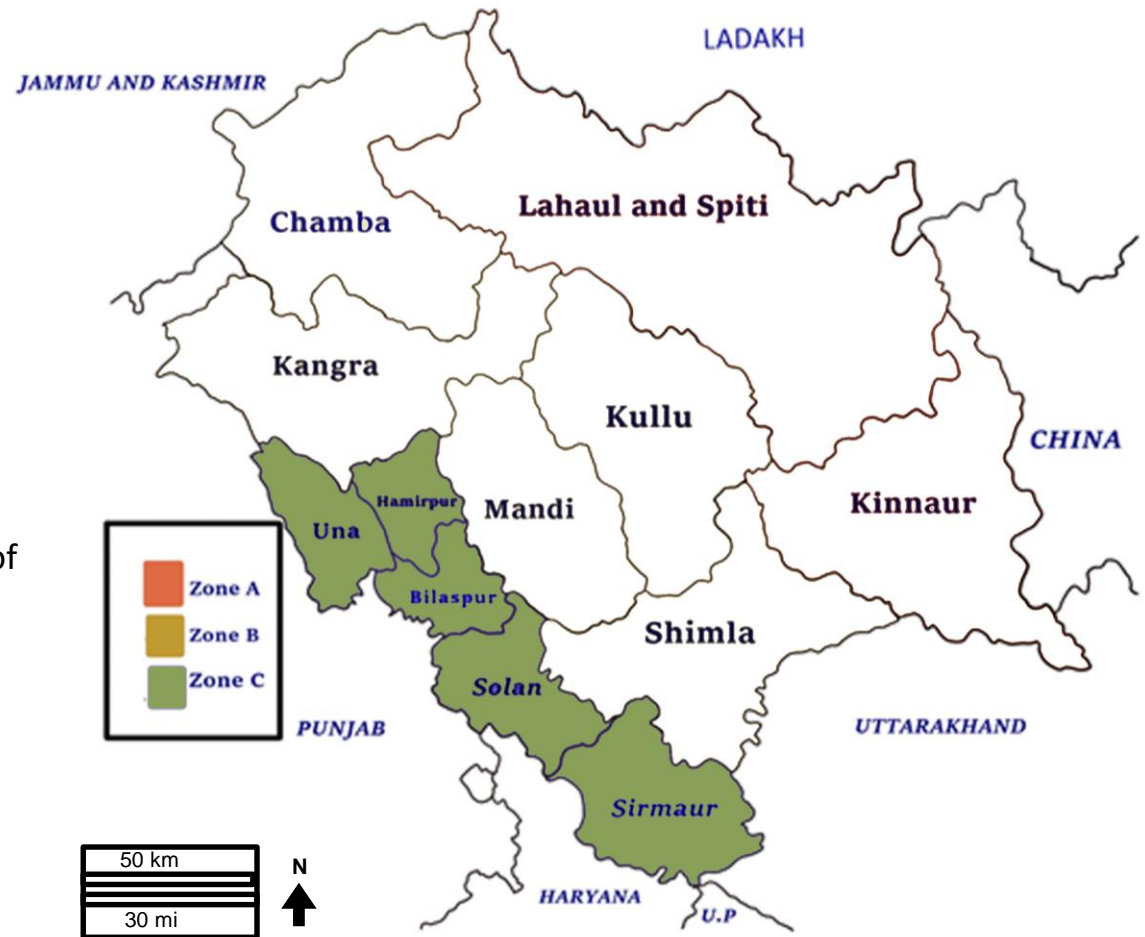 LADAKH
JAMMU AND KASHMIR
Lahaul and Spiti
Chamba
Kangra
Kullu
CHINA
Hamirpur
Mandi
Kinnaur
Una
of
Zone A
Bilaspur
Zone B
Shimla
Zone C
Solan
PUNJAB
UTTARAKHAND
Sirmaur
50 km
N
30 mi
HARYANA
U.P